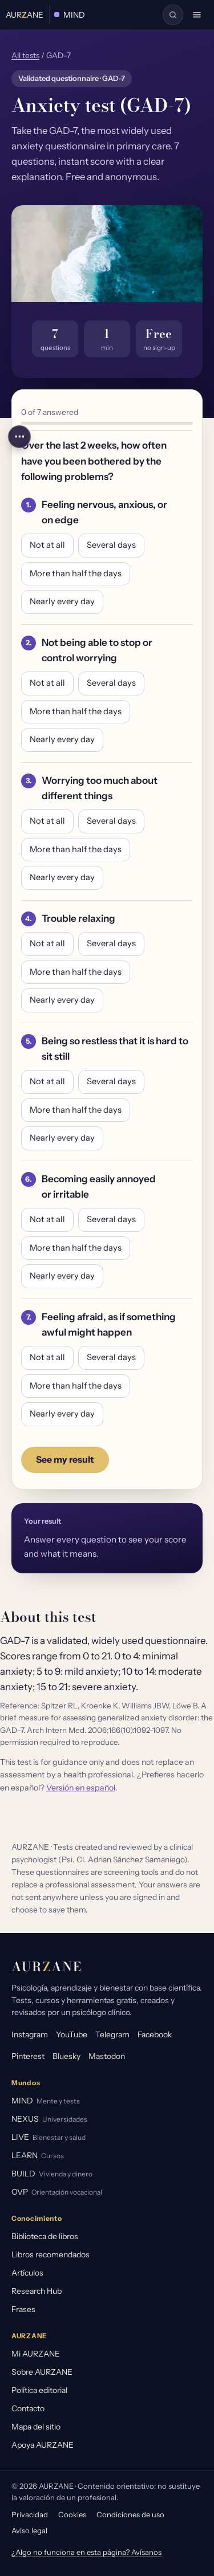 AURZANE MIND
All tests / GAD-7
Validated questionnaire · GAD-7
Anxiety test (GAD-7)
Take the GAD-7, the most widely used
anxiety questionnaire in primary care. 7
questions, instant score with a clear
explanation. Free and anonymous.
7
questions
1
min
Free
no sign-up
0 of 7 answered
Over the last 2 weeks, how often
have you been bothered by the
following problems?
1. Feeling nervous, anxious, or
on edge
Not at all
Several days
More than half the days
Nearly every day
2. Not being able to stop or
control worrying
Not at all
Several days
More than half the days
Nearly every day
3. Worrying too much about
different things
Not at all
Several days
More than half the days
Nearly every day
4. Trouble relaxing
Not at all
Several days
More than half the days
Nearly every day
5. Being so restless that it is hard to
sit still
Not at all
Several days
More than half the days
Nearly every day
6. Becoming easily annoyed
or irritable
Not at all
Several days
More than half the days
Nearly every day
7. Feeling afraid, as if something
awful might happen
Not at all
Several days
More than half the days
Nearly every day
See my result
Your result
Answer every question to see your score
and what it means.
About this test
GAD-7 is a validated, widely used questionnaire.
Scores range from 0 to 21. 0 to 4: minimal
anxiety; 5 to 9: mild anxiety; 10 to 14: moderate
anxiety; 15 to 21: severe anxiety.
Reference: Spitzer RL, Kroenke K, Williams JBW, Löwe B. A
brief measure for assessing generalized anxiety disorder: the
GAD-7. Arch Intern Med. 2006;166(10):1092-1097. No
permission required to reproduce.
This test is for guidance only and does not replace an
assessment by a health professional. ¿Prefieres hacerlo
en español? Versión en español.
AURZANE · Tests created and reviewed by a clinical
psychologist (Psi. Cl. Adrian Sánchez Samaniego).
These questionnaires are screening tools and do not
replace a professional assessment. Your answers are
not sent anywhere unless you are signed in and
choose to save them.
AURZANE
Psicología, aprendizaje y bienestar con base científica.
Tests, cursos y herramientas gratis, creados y
revisados por un psicólogo clínico.
Instagram YouTube Telegram Facebook
Pinterest Bluesky Mastodon
Mundos
MIND Mente y tests
NEXUS Universidades
LIVE Bienestar y salud
LEARN Cursos
BUILD Vivienda y dinero
OVP Orientación vocacional
Conocimiento
Biblioteca de libros
Libros recomendados
Artículos
Research Hub
Frases
AURZANE
Mi AURZANE
Sobre AURZANE
Política editorial
Contacto
Mapa del sitio
Apoya AURZANE
© 2026 AURZANE · Contenido orientativo: no sustituye
la valoración de un profesional.
Privacidad Cookies Condiciones de uso
Aviso legal
¿Algo no funciona en esta página? Avísanos